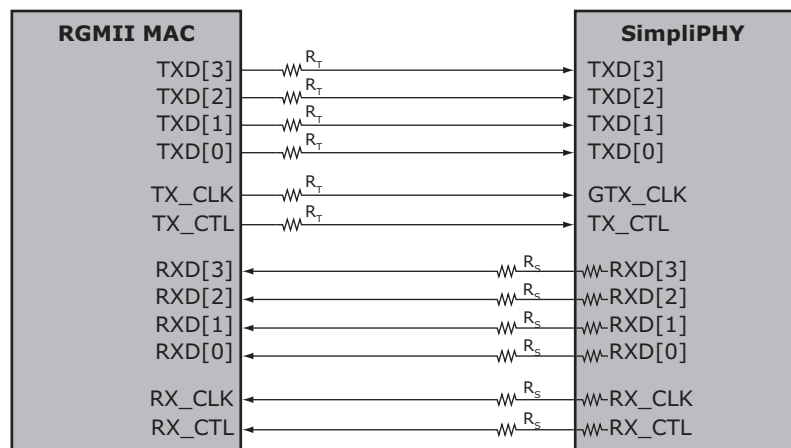 RGMII MAC SimpliPHY
TXD[3] R_T TXD[3]
TXD[2] R_T TXD[2]
TXD[1] R_T TXD[1]
TXD[0] R_T TXD[0]
TX_CLK R_T GTX_CLK
TX_CTL R_T TX_CTL
RXD[3] R_S RXD[3]
RXD[2] R_S RXD[2]
RXD[1] R_S RXD[1]
RXD[0] R_S RXD[0]
RX_CLK R_S RX_CLK
RX_CTL R_S RX_CTL